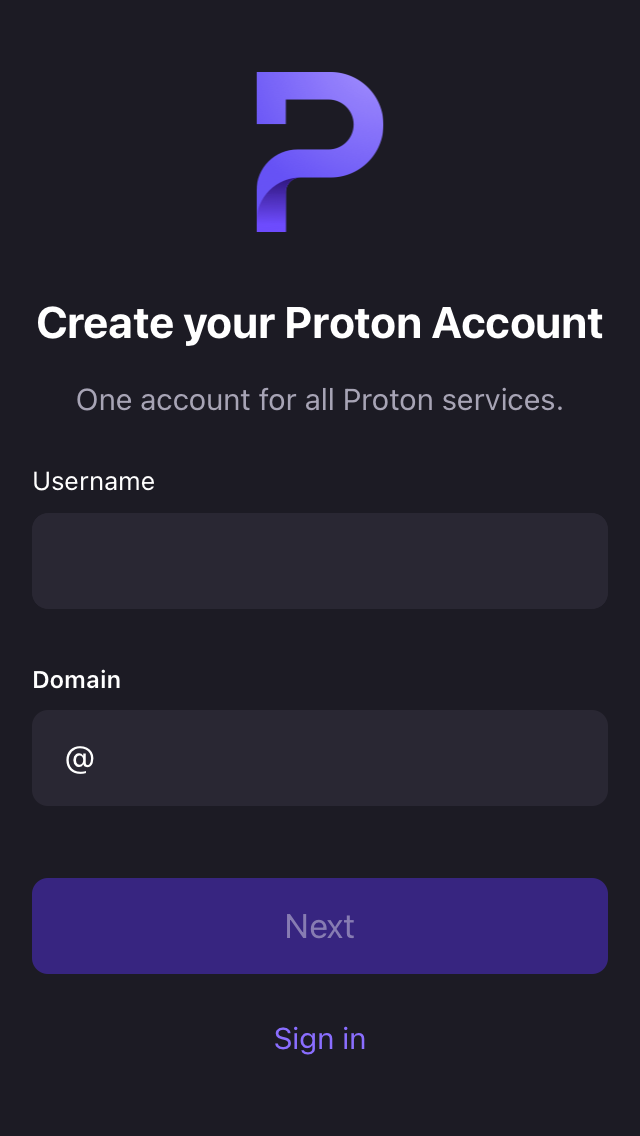 Create your Proton Account
One account for all Proton services.
Username
Domain
@
Next
Sign in